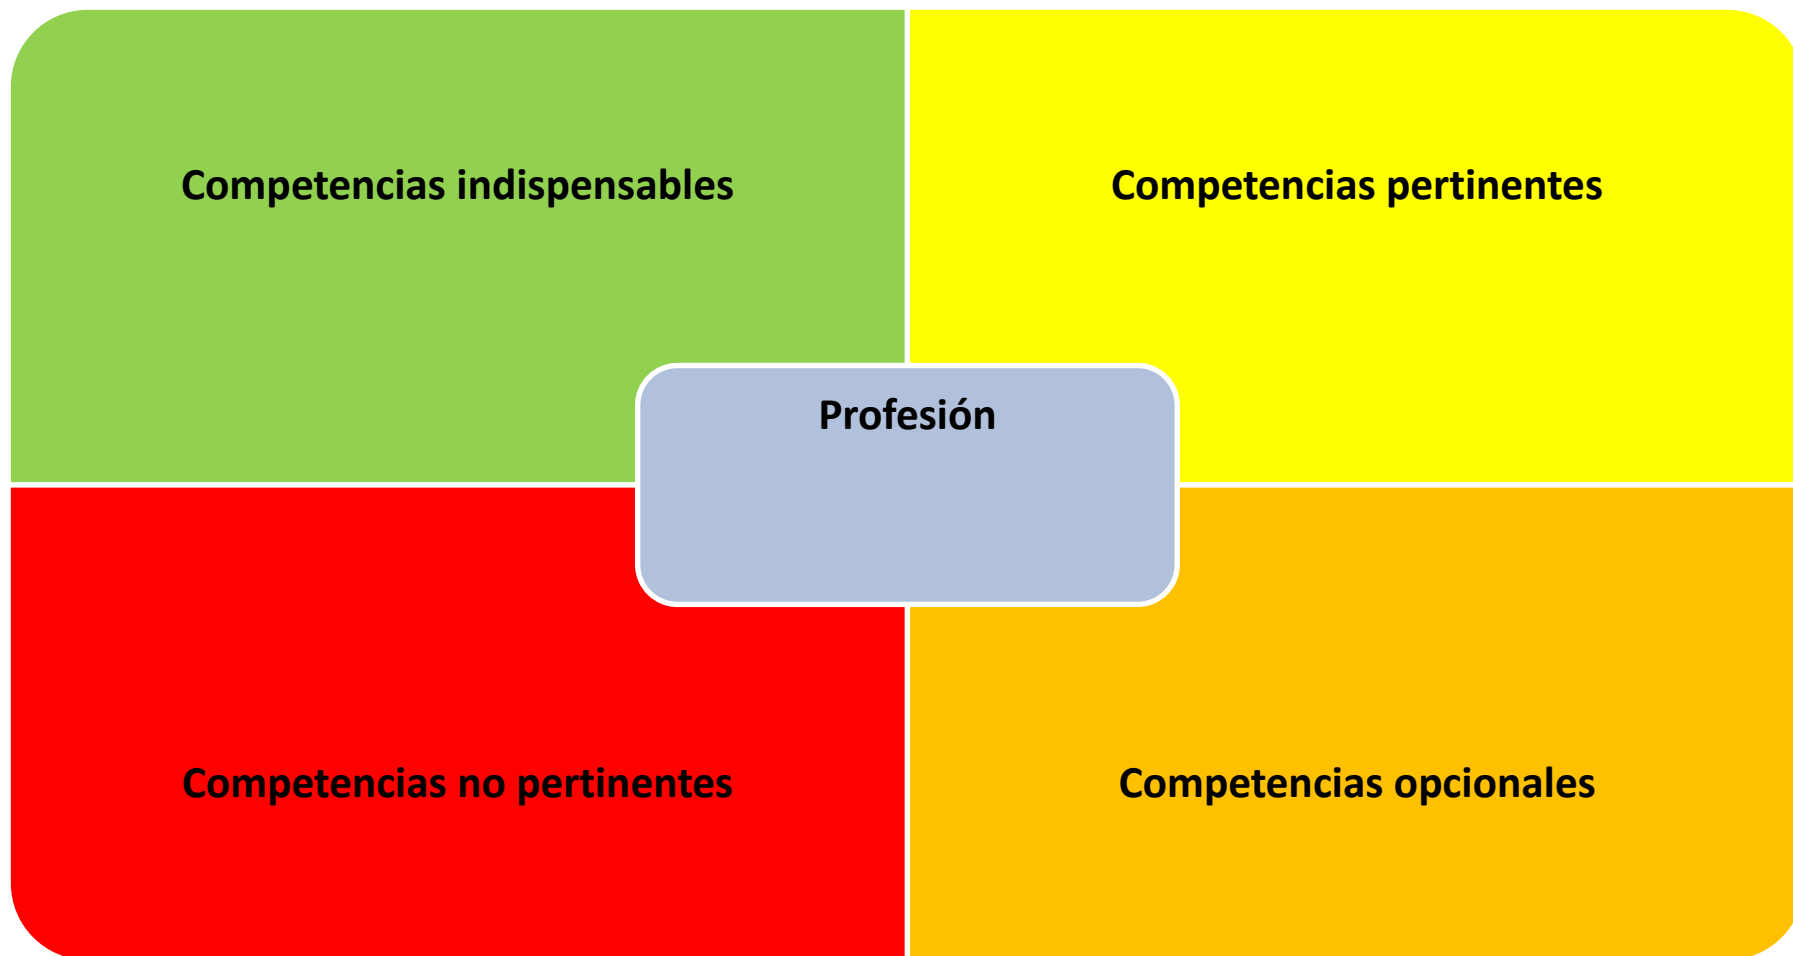 Competencias indispensables
Competencias pertinentes
Profesión
Competencias no pertinentes
Competencias opcionales